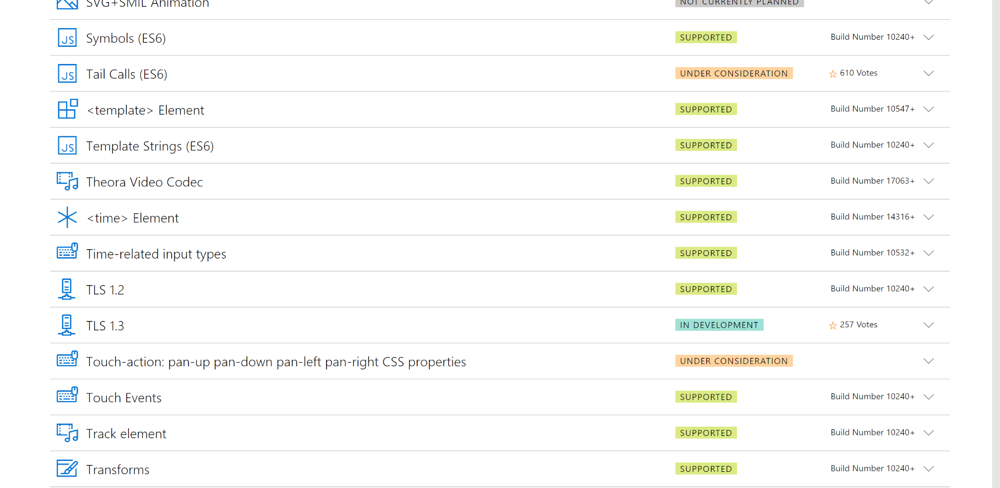 SVG+SMIL Animation NOT CURRENTLY PLANNED
JS Symbols (ES6) SUPPORTED Build Number 10240+
JS Tail Calls (ES6) UNDER CONSIDERATION 610 Votes
<template> Element SUPPORTED Build Number 10547+
JS Template Strings (ES6) SUPPORTED Build Number 10240+
Theora Video Codec SUPPORTED Build Number 17063+
<time> Element SUPPORTED Build Number 14316+
Time-related input types SUPPORTED Build Number 10532+
TLS 1.2 SUPPORTED Build Number 10240+
TLS 1.3 IN DEVELOPMENT 257 Votes
Touch-action: pan-up pan-down pan-left pan-right CSS properties UNDER CONSIDERATION
Touch Events SUPPORTED Build Number 10240+
Track element SUPPORTED Build Number 10240+
Transforms SUPPORTED Build Number 10240+